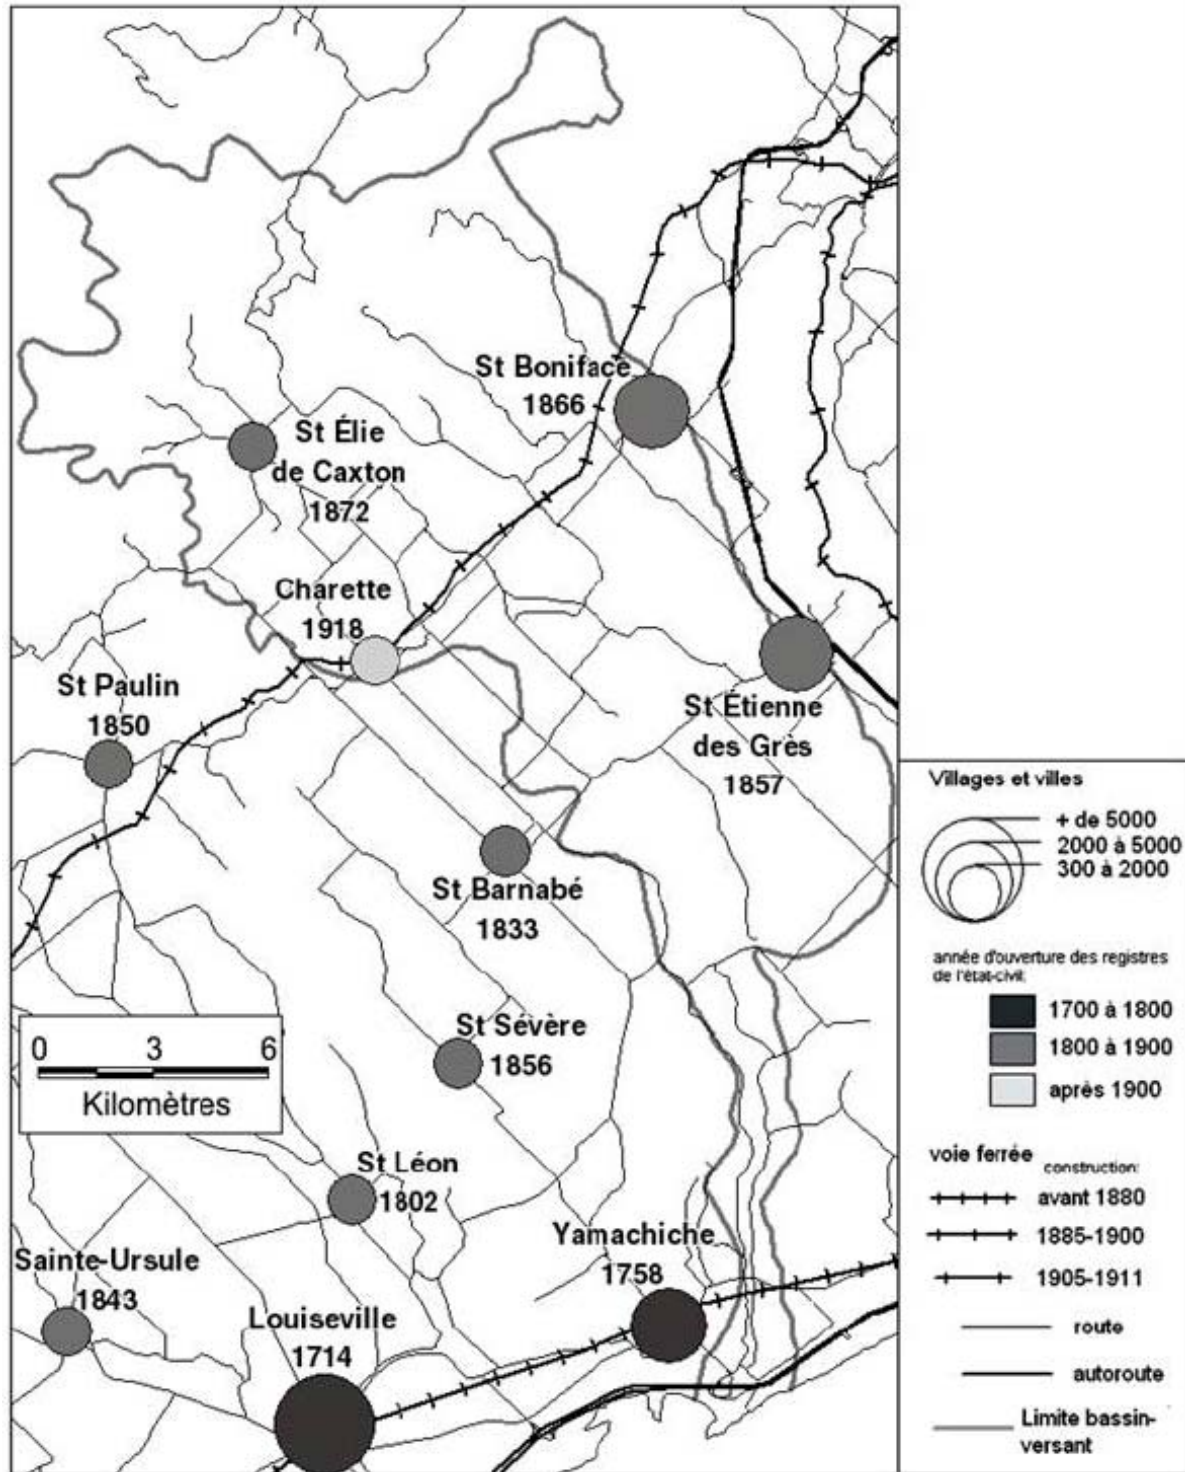 St Boniface
1866
St Élie
de Caxton
1872
Charette
1918
St Paulin
1850
St Étienne
des Grès
1857
St Barnabé
1833
0 3 6
Kilomètres
St Sévère
1856
St Léon
1802
Yamachiche
1758
Sainte-Ursule
1843
Louiseville
1714
Villages et villes
+ de 5000
2000 à 5000
300 à 2000
année d'ouverture des registres
de l'état-civil:
1700 à 1800
1800 à 1900
après 1900
voie ferrée construction:
avant 1880
1885-1900
1905-1911
route
autoroute
Limite bassin-
versant